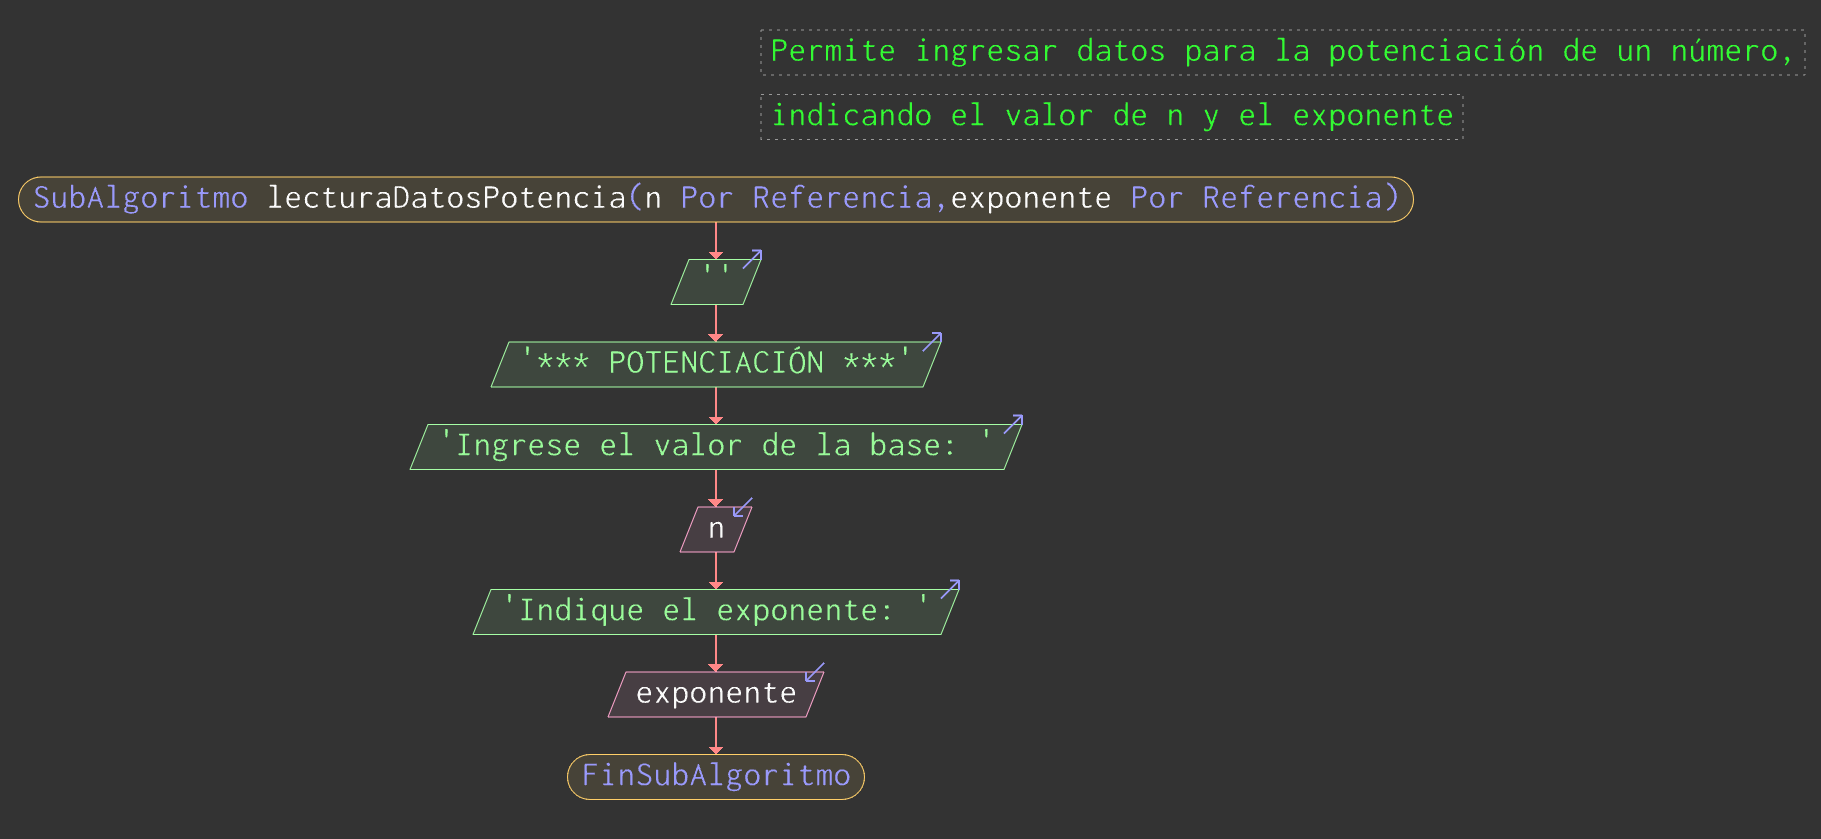 Permite ingresar datos para la potenciación de un número,
indicando el valor de n y el exponente
SubAlgoritmo lecturaDatosPotencia(n Por Referencia,exponente Por Referencia)
''
'*** POTENCIACIÓN ***'
'Ingrese el valor de la base: '
n
'Indique el exponente: '
exponente
FinSubAlgoritmo